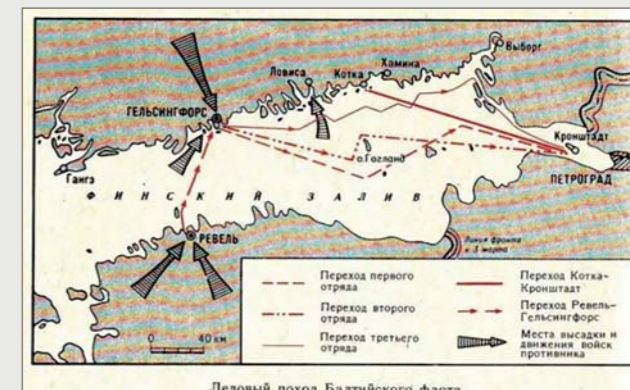 Выборг
Хамина
Котка
Ловиса
ГЕЛЬСИНГФОРС
Кронштадт
о.Гогланд
ПЕТРОГРАД
Гангэ
ФИНСКИЙ ЗАЛИВ
РЕВЕЛЬ
Линия фронта
к 3 марта
0 40 км
Переход первого
отряда
Переход второго
отряда
Переход третьего
отряда
Переход Котка-
Кронштадт
Переход Ревель-
Гельсингфорс
Места высадки и
движения войск
противника
Ледовый поход Балтийского флота